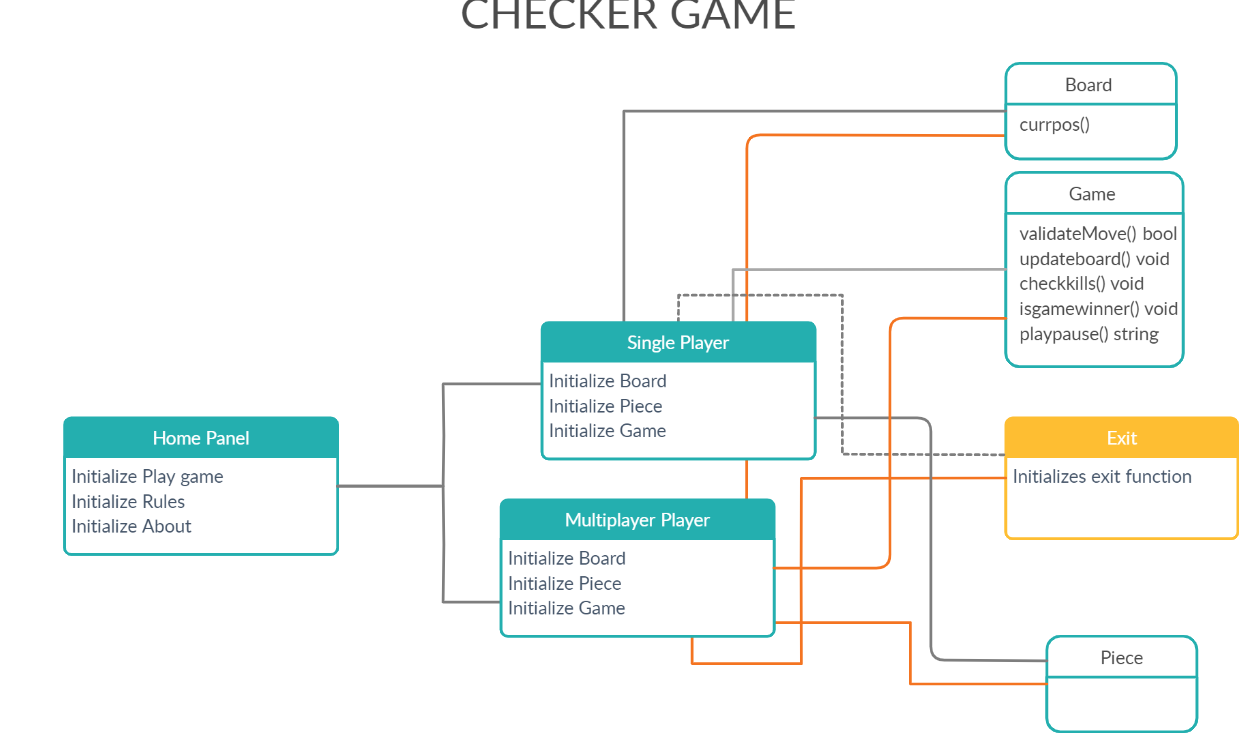 CHECKER GAME
Board
currpos()
Game
validateMove() bool
updateboard() void
checkkills() void
isgamewinner() void
playpause() string
Single Player
Initialize Board
Initialize Piece
Initialize Game
Home Panel
Initialize Play game
Initialize Rules
Initialize About
Exit
Initializes exit function
Multiplayer Player
Initialize Board
Initialize Piece
Initialize Game
Piece